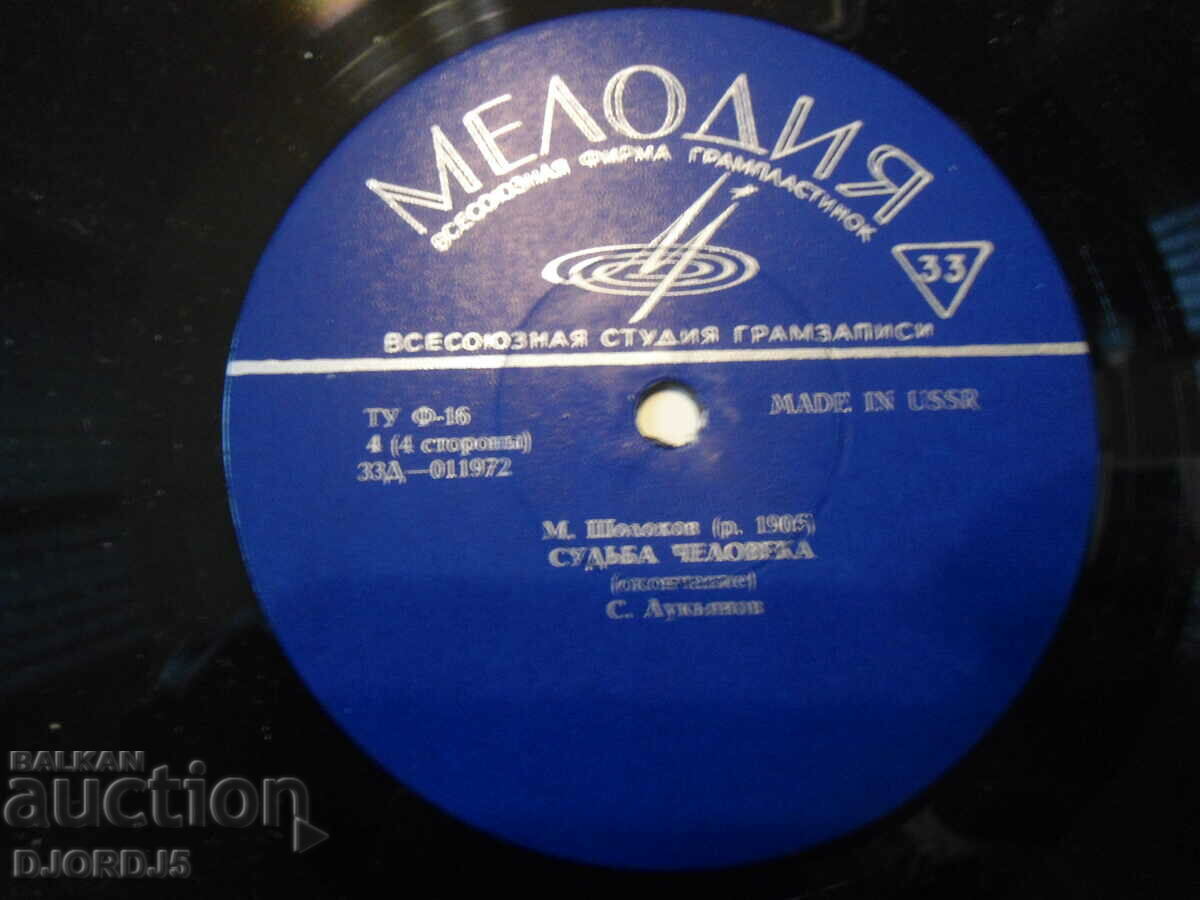 МЕЛОДИЯ
ВСЕСОЮЗНАЯ ФИРМА ГРАМПЛАСТИНОК
33
ВСЕСОЮЗНАЯ СТУДИЯ ГРАМЗАПИСИ
ТУ Ф-16
MADE IN USSR
4 (4 стороны)
33Д—011972
М. Шолохов (р. 1905)
СУДЬБА ЧЕЛОВЕКА
(окончание)
С. Лукьянов
BALKAN
auction
DJORDJ5